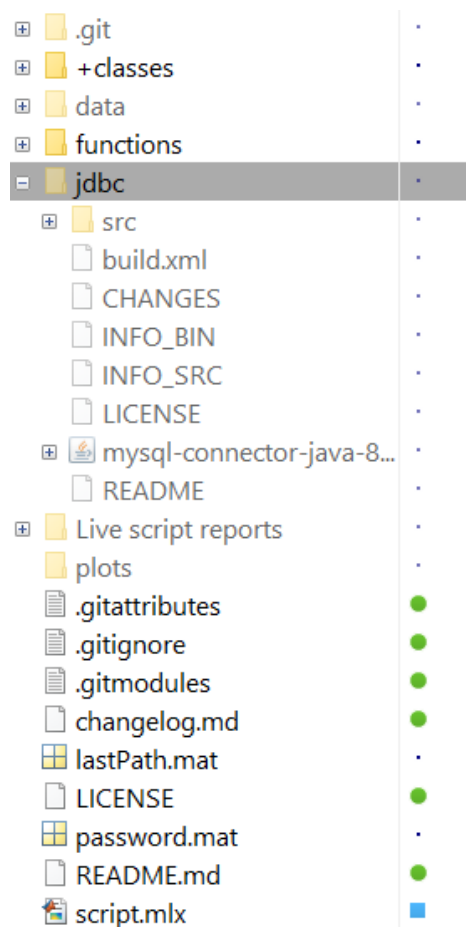 .git
+classes
data
functions
jdbc
src
build.xml
CHANGES
INFO_BIN
INFO_SRC
LICENSE
mysql-connector-java-8...
README
Live script reports
plots
.gitattributes
.gitignore
.gitmodules
changelog.md
lastPath.mat
LICENSE
password.mat
README.md
script.mlx